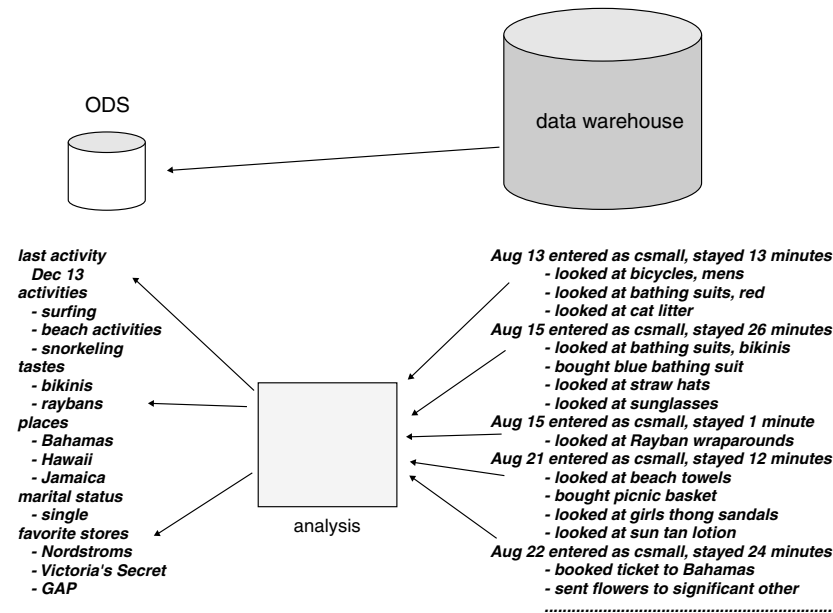 ODS
data warehouse
last activity
Dec 13
activities
- surfing
- beach activities
- snorkeling
tastes
- bikinis
- raybans
places
- Bahamas
- Hawaii
- Jamaica
marital status
- single
favorite stores
- Nordstroms
- Victoria's Secret
- GAP
analysis
Aug 13 entered as csmall, stayed 13 minutes
- looked at bicycles, mens
- looked at bathing suits, red
- looked at cat litter
Aug 15 entered as csmall, stayed 26 minutes
- looked at bathing suits, bikinis
- bought blue bathing suit
- looked at straw hats
- looked at sunglasses
Aug 15 entered as csmall, stayed 1 minute
- looked at Rayban wraparounds
Aug 21 entered as csmall, stayed 12 minutes
- looked at beach towels
- bought picnic basket
- looked at girls thong sandals
- looked at sun tan lotion
Aug 22 entered as csmall, stayed 24 minutes
- booked ticket to Bahamas
- sent flowers to significant other
................................................................